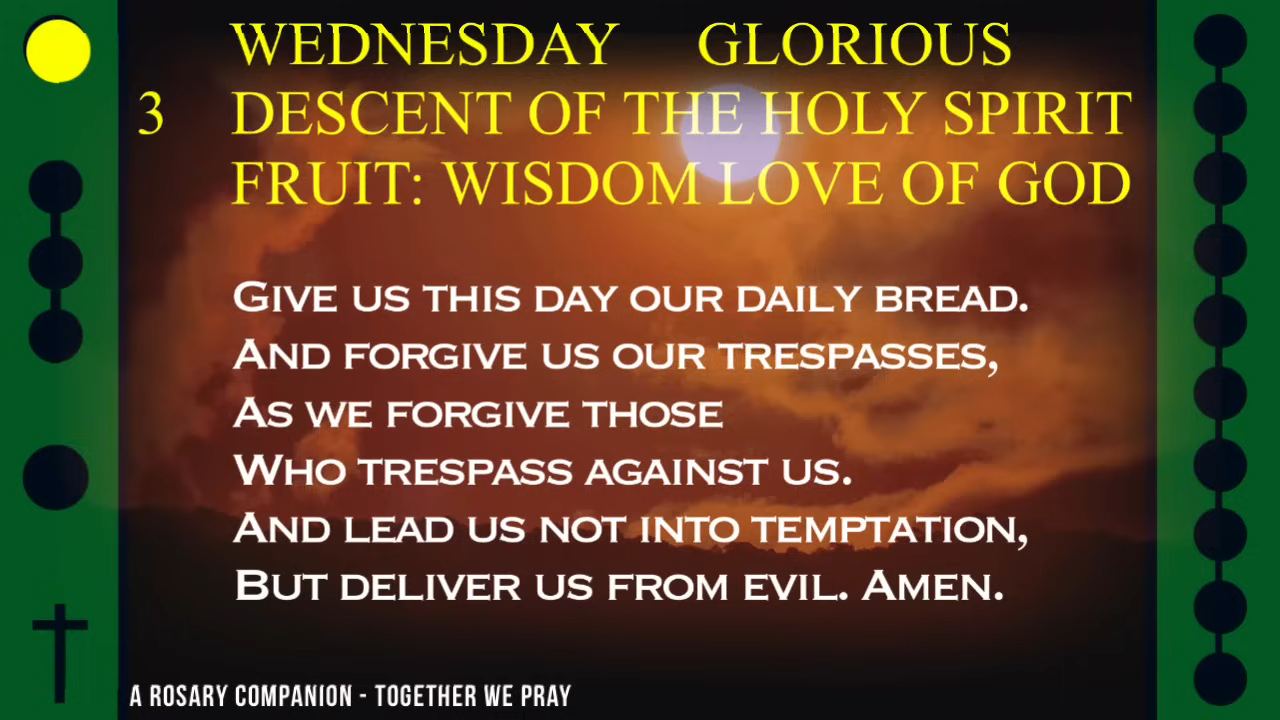 WEDNESDAY GLORIOUS
3 DESCENT OF THE HOLY SPIRIT
FRUIT: WISDOM LOVE OF GOD
GIVE US THIS DAY OUR DAILY BREAD.
AND FORGIVE US OUR TRESPASSES,
AS WE FORGIVE THOSE
WHO TRESPASS AGAINST US.
AND LEAD US NOT INTO TEMPTATION,
BUT DELIVER US FROM EVIL. AMEN.
A ROSARY COMPANION - TOGETHER WE PRAY